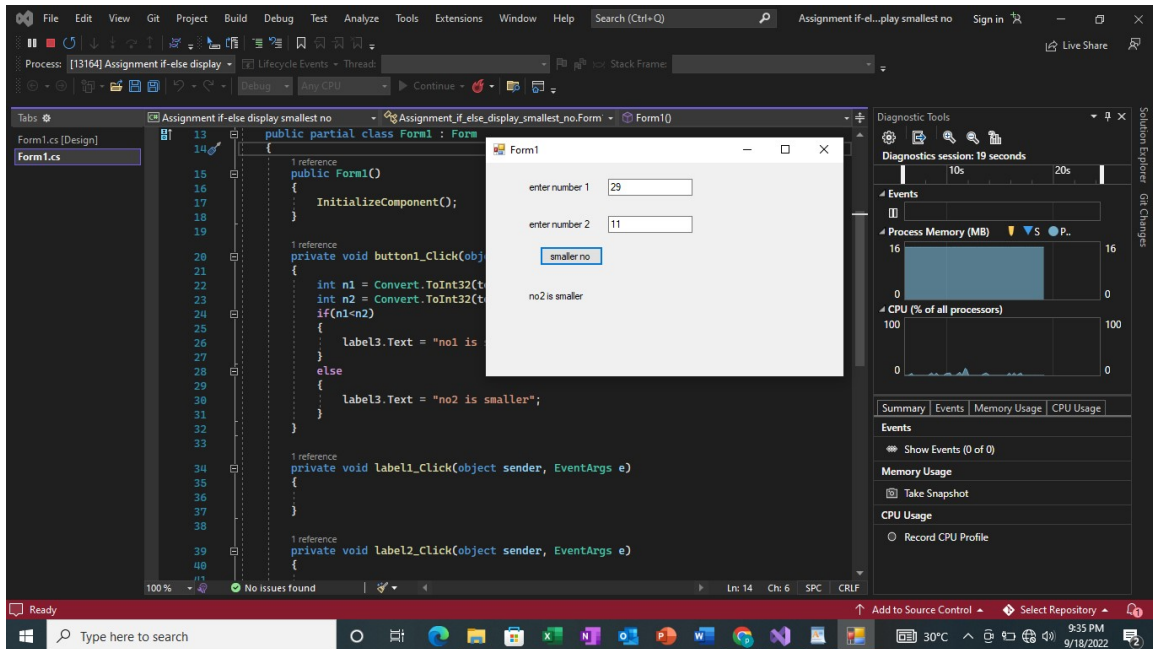 File Edit View Git Project Build Debug Test Analyze Tools Extensions Window Help Search (Ctrl+Q) Assignment if-el...play smallest no Sign in
Live Share
Process: [13164] Assignment if-else display Lifecycle Events Thread: Stack Frame:
Debug Any CPU Continue
Tabs
Form1.cs [Design]
Form1.cs
Assignment if-else display smallest no Assignment_if_else_display_smallest_no.Form Form1()
13 public partial class Form1 : Form
14 {
1 reference
15 public Form1()
16 {
17 InitializeComponent();
18 }
19
1 reference
20 private void button1_Click(obj
21 {
22 int n1 = Convert.ToInt32(t
23 int n2 = Convert.ToInt32(t
24 if(n1<n2)
25 {
26 label3.Text = "no1 is
27 }
28 else
29 {
30 label3.Text = "no2 is smaller";
31 }
32 }
33
1 reference
34 private void label1_Click(object sender, EventArgs e)
35 {
36
37 }
38
1 reference
39 private void label2_Click(object sender, EventArgs e)
40 {
41
100 % No issues found Ln: 14 Ch: 6 SPC CRLF
Form1
enter number 1 29
enter number 2 11
smaller no
no2 is smaller
Diagnostic Tools
Diagnostics session: 19 seconds
10s 20s
Events
Process Memory (MB) S P..
16 16
0 0
CPU (% of all processors)
100 100
0 0
Summary Events Memory Usage CPU Usage
Events
Show Events (0 of 0)
Memory Usage
Take Snapshot
CPU Usage
Record CPU Profile
Solution Explorer
Git Changes
Ready Add to Source Control Select Repository
Type here to search 30°C 9:35 PM
9/18/2022